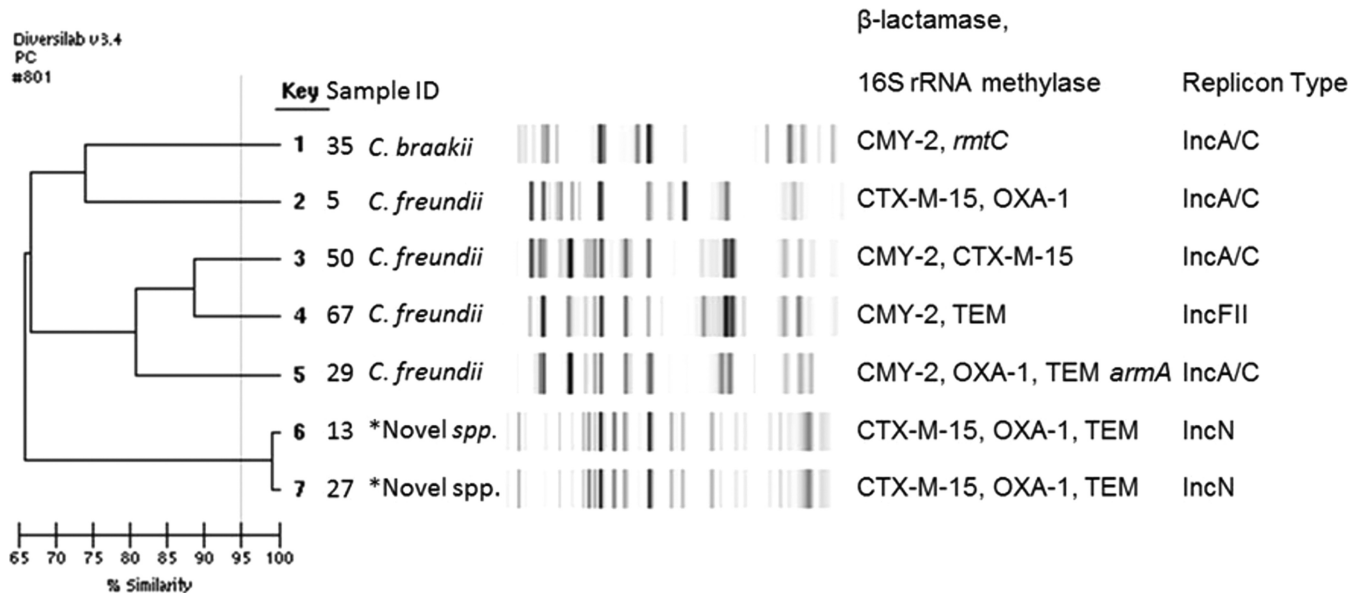 Diversilab v3.4
PC
#801
β-lactamase,
Key Sample ID 16S rRNA methylase Replicon Type
1 35 C. braakii CMY-2, rmtC IncA/C
2 5 C. freundii CTX-M-15, OXA-1 IncA/C
3 50 C. freundii CMY-2, CTX-M-15 IncA/C
4 67 C. freundii CMY-2, TEM IncFII
5 29 C. freundii CMY-2, OXA-1, TEM armA IncA/C
6 13 *Novel spp. CTX-M-15, OXA-1, TEM IncN
7 27 *Novel spp. CTX-M-15, OXA-1, TEM IncN
65 70 75 80 85 90 95 100
% Similarity